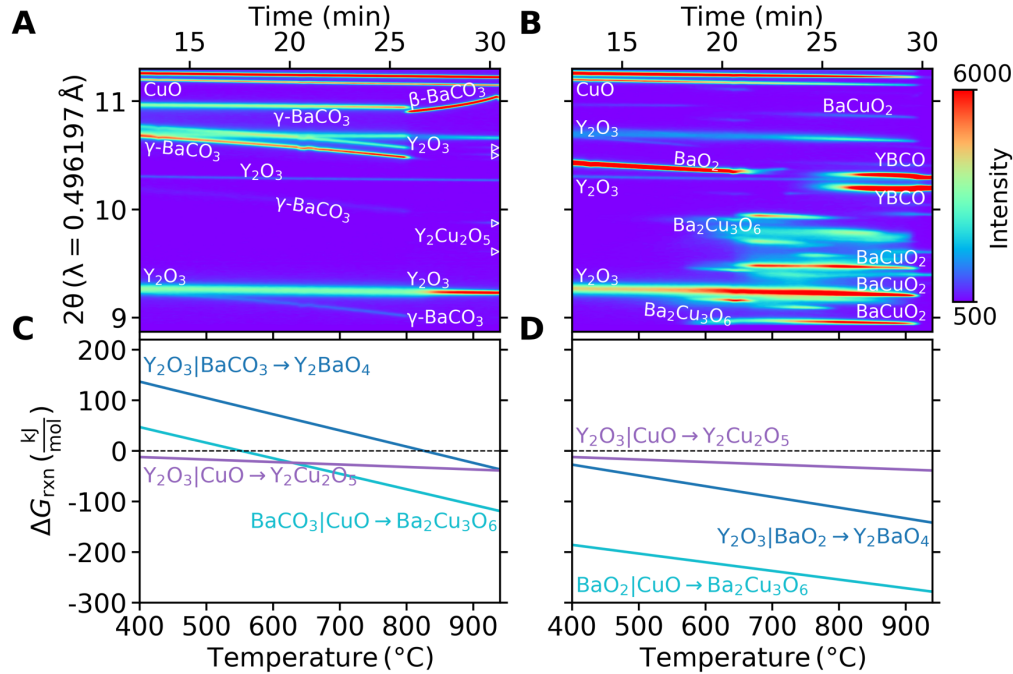 A
Time (min)
15 20 25 30
2θ (λ = 0.496197 Å)
11
10
9
CuO
β-BaCO₃
γ-BaCO₃
γ-BaCO₃
Y₂O₃
Y₂O₃
γ-BaCO₃
Y₂Cu₂O₅
Y₂O₃
Y₂O₃
γ-BaCO₃
B
Time (min)
15 20 25 30
CuO
BaCuO₂
Y₂O₃
BaO₂
YBCO
Y₂O₃
YBCO
Ba₂Cu₃O₆
BaCuO₂
Y₂O₃
BaCuO₂
Ba₂Cu₃O₆
BaCuO₂
6000
Intensity
500
C
ΔG_rxn (kJ/mol)
200
100
0
-100
-200
-300
Y₂O₃|BaCO₃→Y₂BaO₄
Y₂O₃|CuO→Y₂Cu₂O₅
BaCO₃|CuO→Ba₂Cu₃O₆
400 500 600 700 800 900
Temperature (°C)
D
Y₂O₃|CuO→Y₂Cu₂O₅
Y₂O₃|BaO₂→Y₂BaO₄
BaO₂|CuO→Ba₂Cu₃O₆
400 500 600 700 800 900
Temperature (°C)